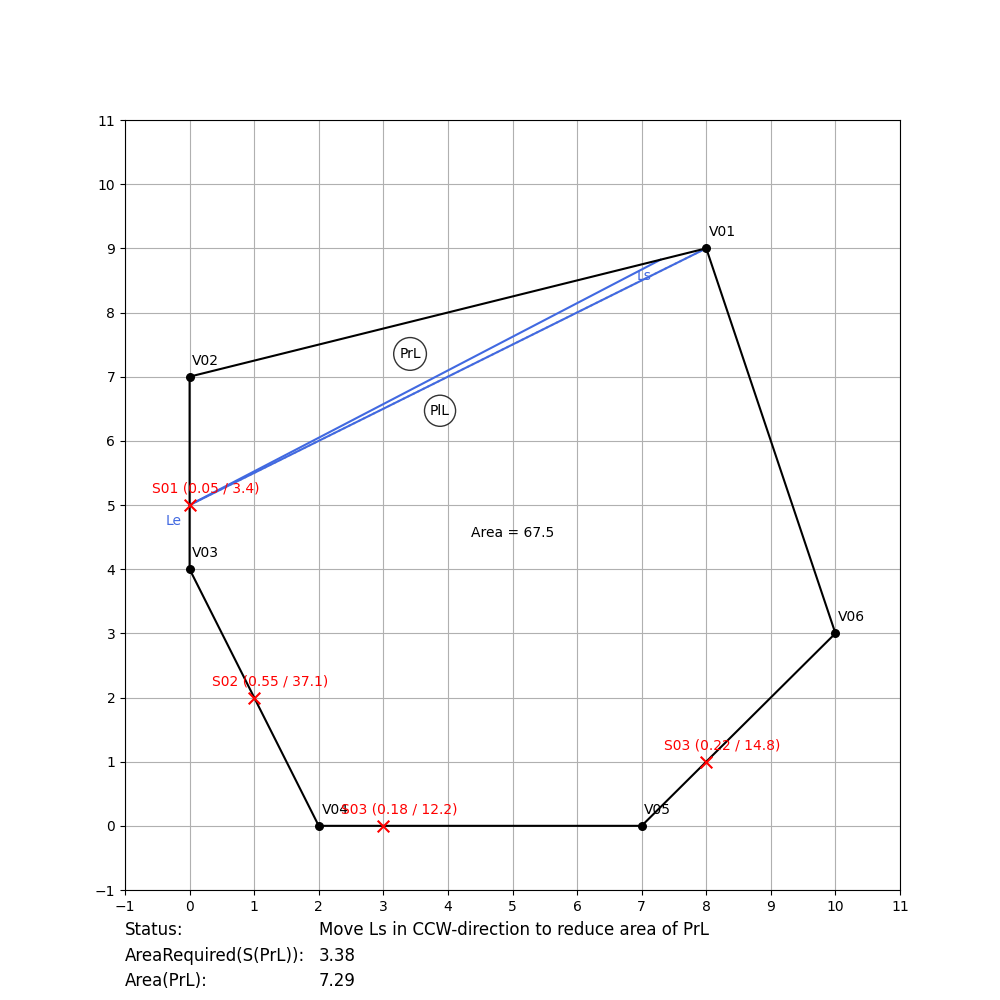 11
10
9
8
7
6
5
4
3
2
1
0
−1
V01
Ls
V02
PrL
PlL
S01 (0.05 / 3.4)
Le
Area = 67.5
V03
V06
S02 (0.55 / 37.1)
S03 (0.22 / 14.8)
V04
S03 (0.18 / 12.2)
V05
−1 0 1 2 3 4 5 6 7 8 9 10 11
Status: Move Ls in CCW-direction to reduce area of PrL
AreaRequired(S(PrL)): 3.38
Area(PrL): 7.29